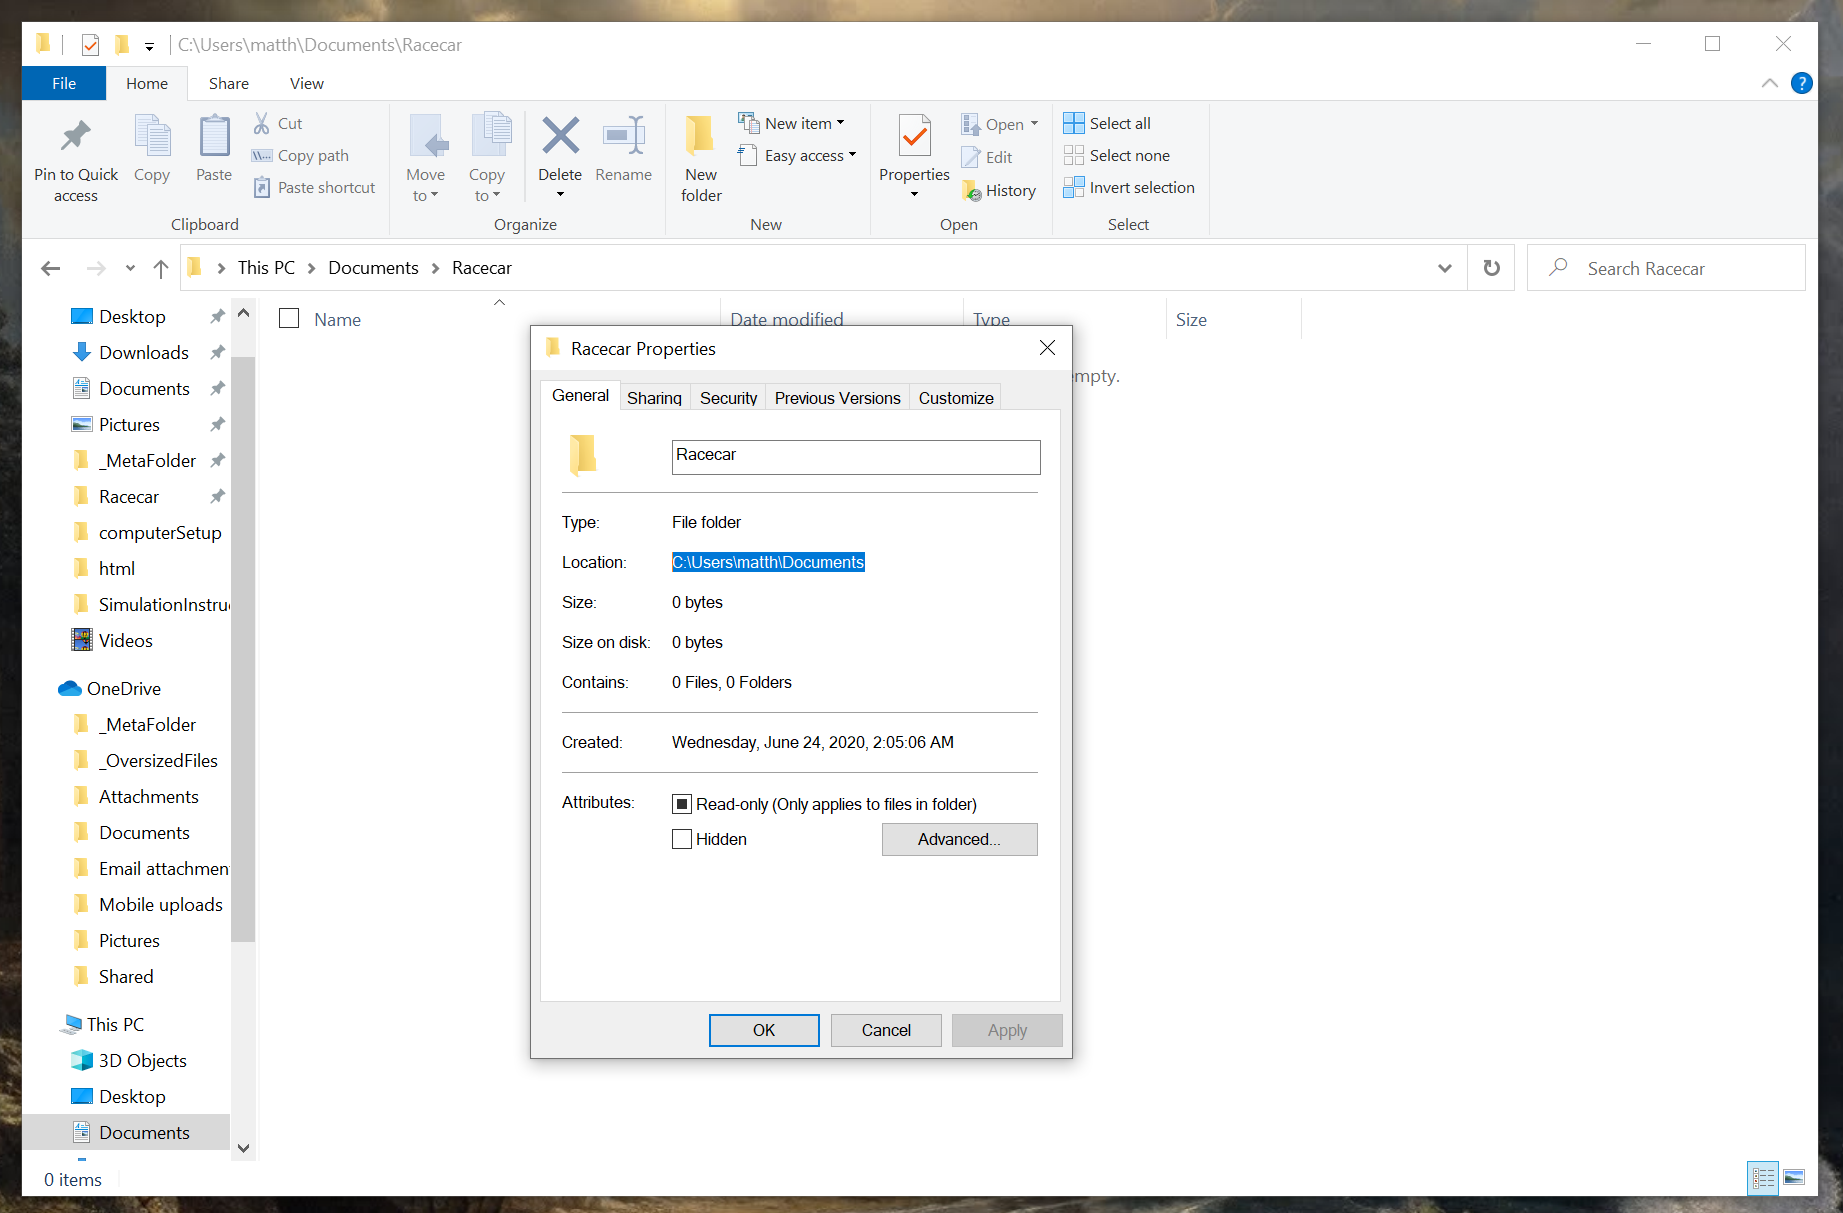 C:\Users\matth\Documents\Racecar
File Home Share View
?
Pin to Quick access
Copy
Paste
Cut
Copy path
Paste shortcut
Clipboard
Move to
Copy to
Delete
Rename
Organize
New folder
New item
Easy access
New
Properties
Open
Edit
History
Open
Select all
Select none
Invert selection
Select
This PC Documents Racecar
Search Racecar
Desktop
Downloads
Documents
Pictures
_MetaFolder
Racecar
computerSetup
html
SimulationInstru
Videos
OneDrive
_MetaFolder
_OversizedFiles
Attachments
Documents
Email attachmen
Mobile uploads
Pictures
Shared
This PC
3D Objects
Desktop
Documents
Name Date modified Type Size
mpty.
Racecar Properties
General Sharing Security Previous Versions Customize
Racecar
Type: File folder
Location: C:\Users\matth\Documents
Size: 0 bytes
Size on disk: 0 bytes
Contains: 0 Files, 0 Folders
Created: Wednesday, June 24, 2020, 2:05:06 AM
Attributes: Read-only (Only applies to files in folder)
Hidden Advanced...
OK Cancel Apply
0 items